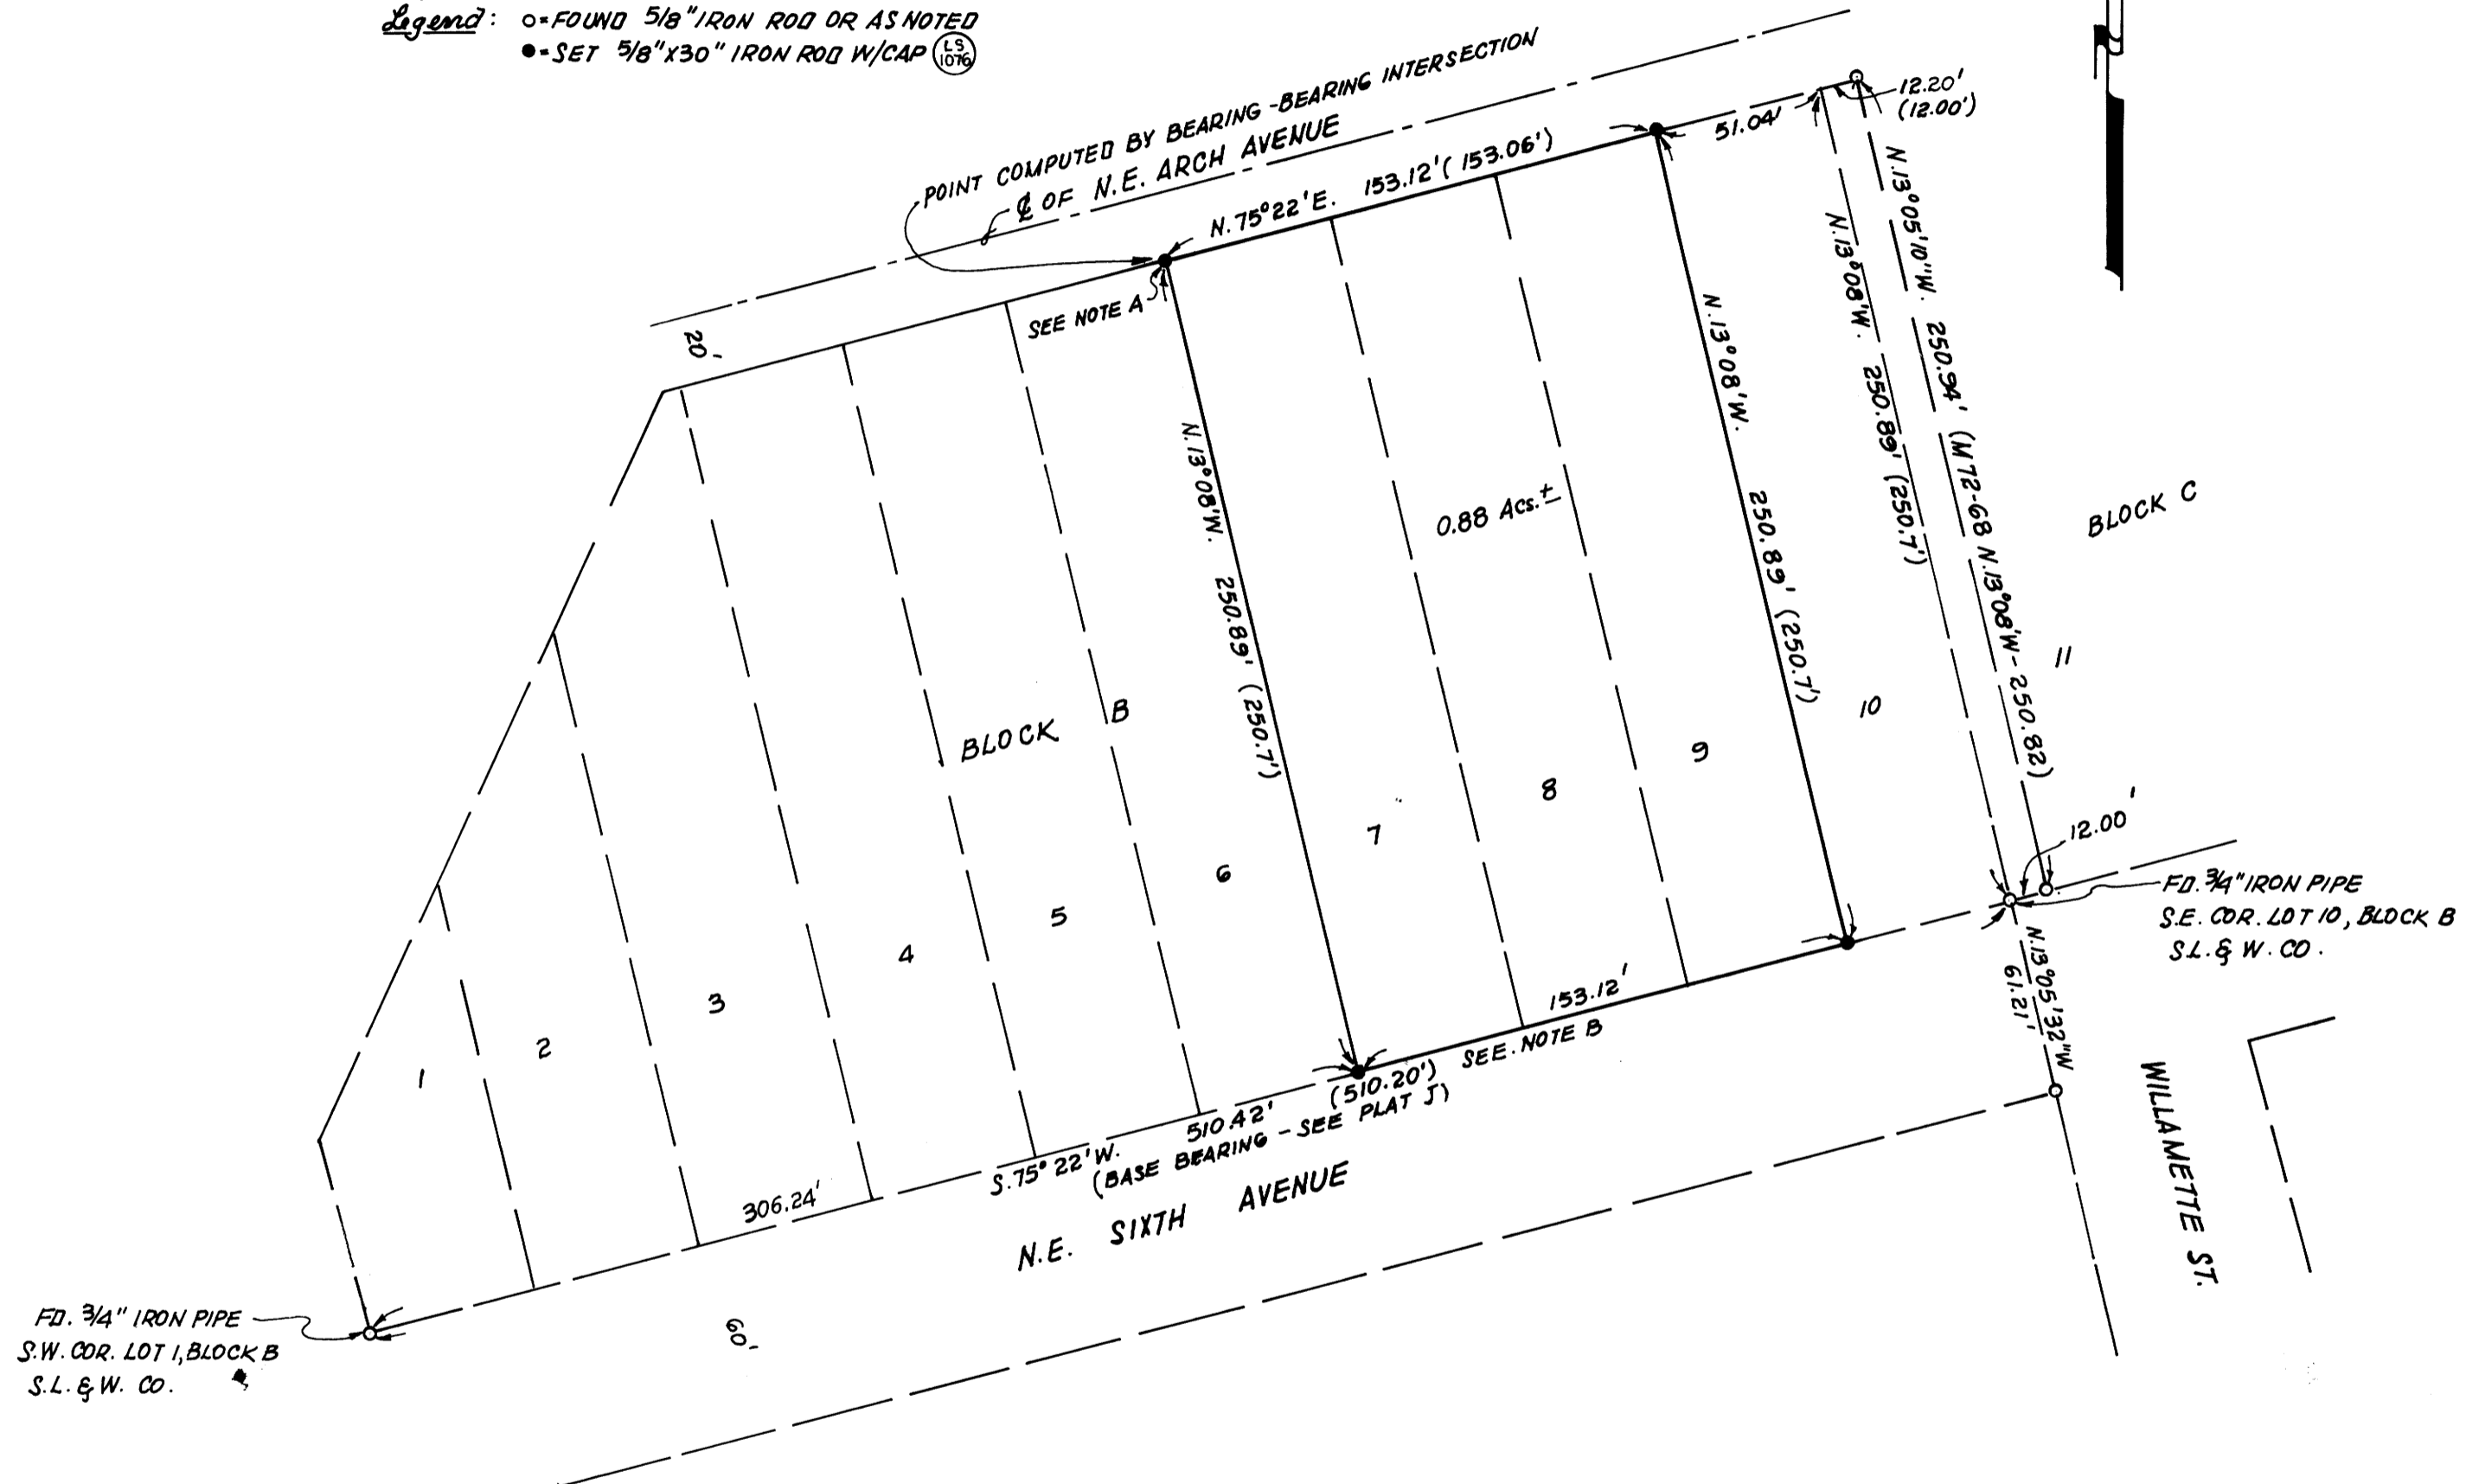 Legend: o = FOUND 5/8" IRON ROD OR AS NOTED
● = SET 5/8" X 30" IRON ROD W/CAP LS 1076
POINT COMPUTED BY BEARING - BEARING INTERSECTION
℄ OF N.E. ARCH AVENUE
N. 75° 22' E. 153.12' (153.06')
51.04'
12.20'
(12.00')
SEE NOTE A
20'
N. 13° 08' W. 250.89' (250.7')
N. 13° 08' W. 250.89' (250.7')
N. 13° 08' W. 250.89' (250.7')
N. 13° 05' 10" W. 250.94' (M 72-68 N. 13° 08' W - 250.82)
0.88 Acs. ±
BLOCK C
11
BLOCK B
10
9
8
7
6
5
4
3
2
1
12.00'
FD. 3/4" IRON PIPE
S.E. COR. LOT 10, BLOCK B
S.L. & W. CO.
N. 13° 05' 32" W
61.21'
153.12'
SEE NOTE B
(510.20')
510.42'
S. 75° 22' W.
(BASE BEARING - SEE PLAT J)
306.24'
N.E. SIXTH AVENUE
WILLAMETTE ST.
60'
FD. 3/4" IRON PIPE
S.W. COR. LOT 1, BLOCK B
S.L. & W. CO.